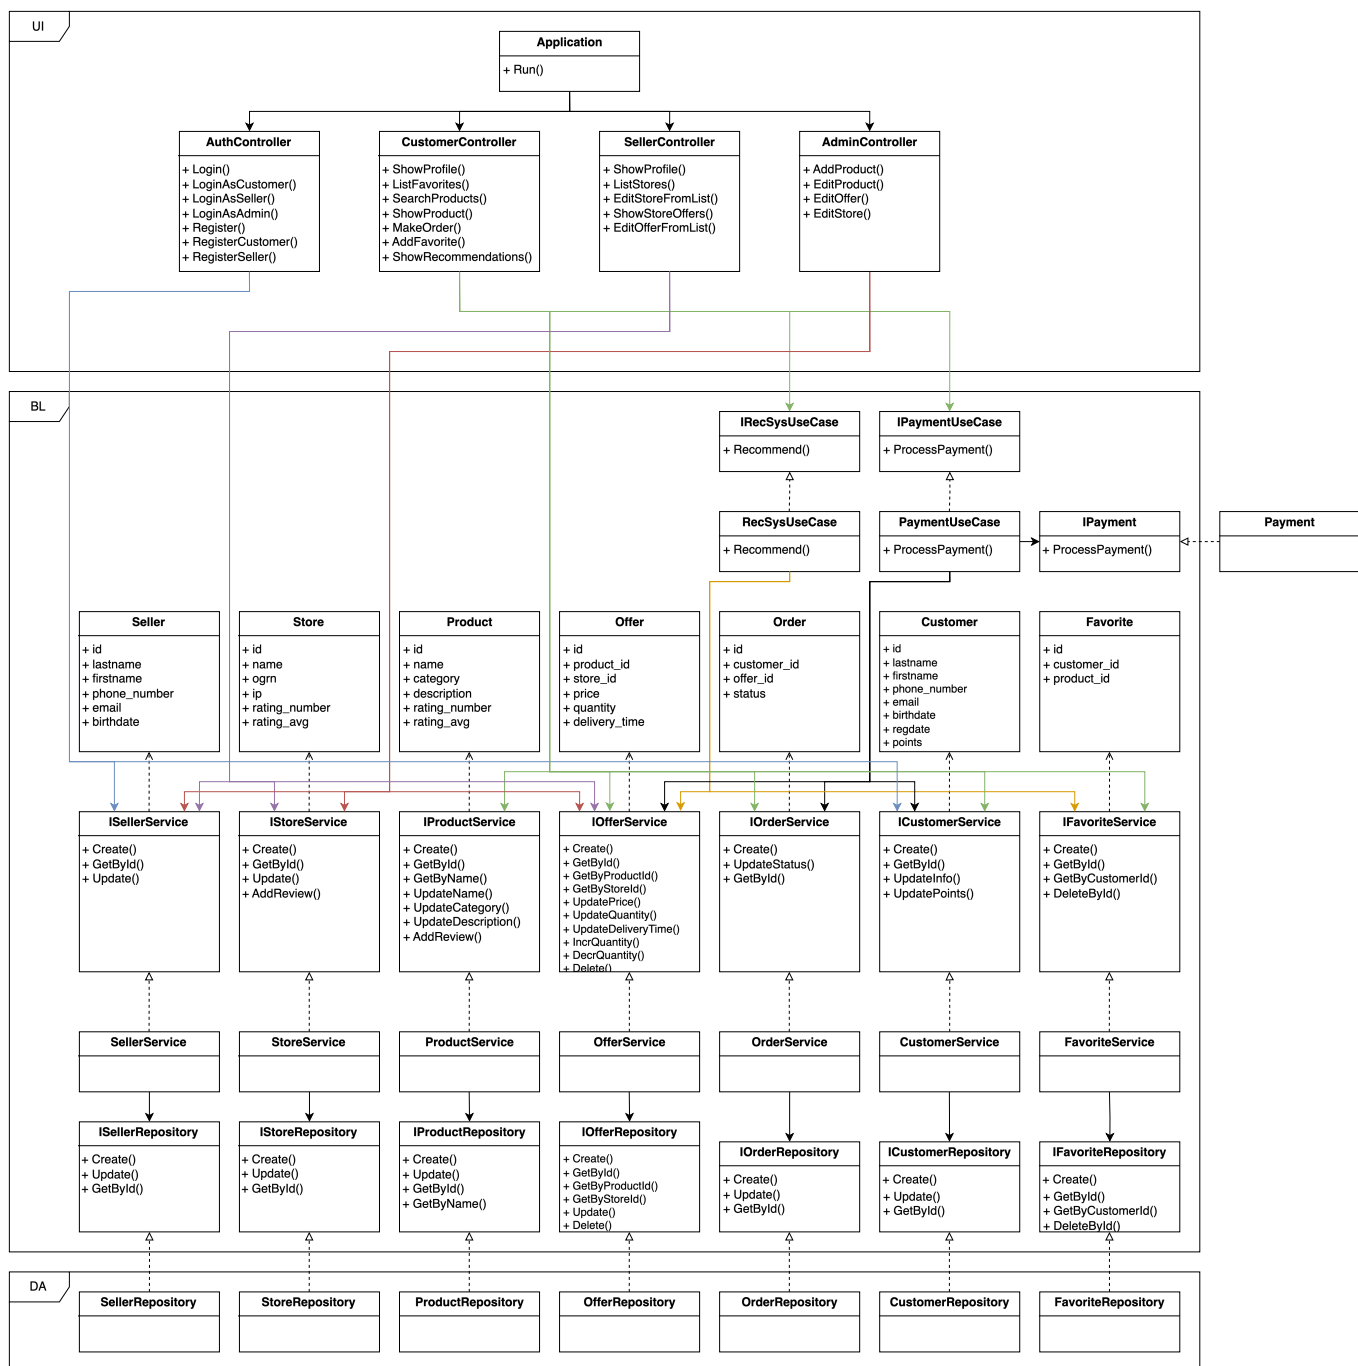 UI
Application
+ Run()
AuthController
+ Login()
+ LoginAsCustomer()
+ LoginAsSeller()
+ LoginAsAdmin()
+ Register()
+ RegisterCustomer()
+ RegisterSeller()
CustomerController
+ ShowProfile()
+ ListFavorites()
+ SearchProducts()
+ ShowProduct()
+ MakeOrder()
+ AddFavorite()
+ ShowRecommendations()
SellerController
+ ShowProfile()
+ ListStores()
+ EditStoreFromList()
+ ShowStoreOffers()
+ EditOfferFromList()
AdminController
+ AddProduct()
+ EditProduct()
+ EditOffer()
+ EditStore()
BL
IRecSysUseCase
+ Recommend()
IPaymentUseCase
+ ProcessPayment()
RecSysUseCase
+ Recommend()
PaymentUseCase
+ ProcessPayment()
IPayment
+ ProcessPayment()
Payment
Seller
+ id
+ lastname
+ firstname
+ phone_number
+ email
+ birthdate
Store
+ id
+ name
+ ogrn
+ ip
+ rating_number
+ rating_avg
Product
+ id
+ name
+ category
+ description
+ rating_number
+ rating_avg
Offer
+ id
+ product_id
+ store_id
+ price
+ quantity
+ delivery_time
Order
+ id
+ customer_id
+ offer_id
+ status
Customer
+ id
+ lastname
+ firstname
+ phone_number
+ email
+ birthdate
+ regdate
+ points
Favorite
+ id
+ customer_id
+ product_id
ISellerService
+ Create()
+ GetById()
+ Update()
IStoreService
+ Create()
+ GetById()
+ Update()
+ AddReview()
IProductService
+ Create()
+ GetById()
+ GetByName()
+ UpdateName()
+ UpdateCategory()
+ UpdateDescription()
+ AddReview()
IOfferService
+ Create()
+ GetById()
+ GetByProductId()
+ GetByStoreId()
+ UpdatePrice()
+ UpdateQuantity()
+ UpdateDeliveryTime()
+ IncrQuantity()
+ DecrQuantity()
+ Delete()
IOrderService
+ Create()
+ UpdateStatus()
+ GetById()
ICustomerService
+ Create()
+ GetById()
+ UpdateInfo()
+ UpdatePoints()
IFavoriteService
+ Create()
+ GetById()
+ GetByCustomerId()
+ DeleteById()
SellerService
StoreService
ProductService
OfferService
OrderService
CustomerService
FavoriteService
ISellerRepository
+ Create()
+ Update()
+ GetById()
IStoreRepository
+ Create()
+ Update()
+ GetById()
IProductRepository
+ Create()
+ Update()
+ GetById()
+ GetByName()
IOfferRepository
+ Create()
+ GetById()
+ GetByProductId()
+ GetByStoreId()
+ Update()
+ Delete()
IOrderRepository
+ Create()
+ Update()
+ GetById()
ICustomerRepository
+ Create()
+ Update()
+ GetById()
IFavoriteRepository
+ Create()
+ GetById()
+ GetByCustomerId()
+ DeleteById()
DA
SellerRepository
StoreRepository
ProductRepository
OfferRepository
OrderRepository
CustomerRepository
FavoriteRepository